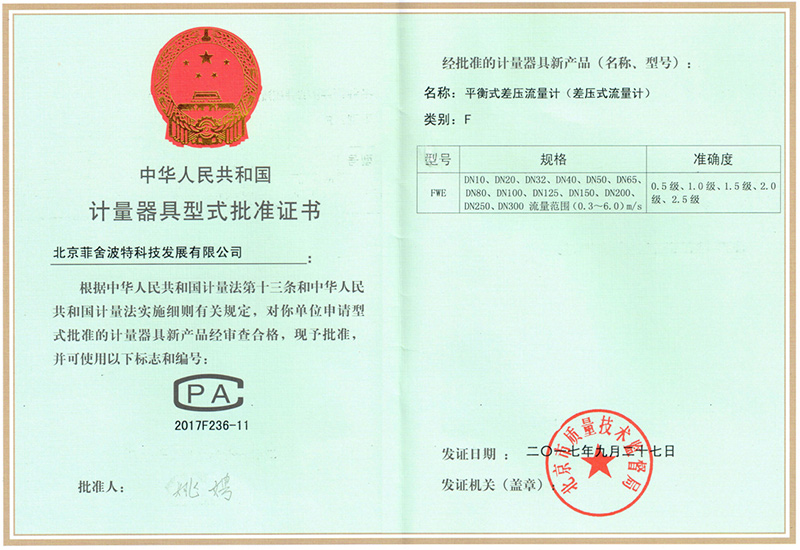 中华人民共和国
计量器具型式批准证书
北京菲舍波特科技发展有限公司：
根据中华人民共和国计量法第十三条和中华人民
共和国计量法实施细则有关规定，对你单位申请型
式批准的计量器具新产品经审查合格，现予批准，
并可使用以下标志和编号：
CPA
2017F236-11
批准人：
经批准的计量器具新产品（名称、型号）：
名称：平衡式差压流量计（差压式流量计）
类别：F
型号 规格 准确度
FWE
DN10、DN20、DN32、DN40、DN50、DN65、
DN80、DN100、DN125、DN150、DN200、
DN250、DN300 流量范围(0.3～6.0)m/s
0.5级、1.0级、1.5级、2.0
级、2.5级
发证日期：二〇一七年九月二十七日
发证机关（盖章）：
北京市质量技术监督局